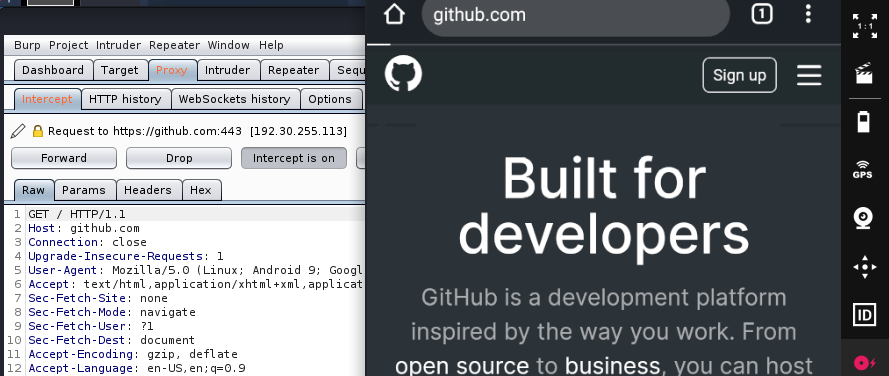 Burp Project Intruder Repeater Window Help
Dashboard Target Proxy Intruder Repeater Sequ
Intercept HTTP history WebSockets history Options
Request to https://github.com:443 [192.30.255.113]
Forward Drop Intercept is on
Raw Params Headers Hex
1 GET / HTTP/1.1
2 Host: github.com
3 Connection: close
4 Upgrade-Insecure-Requests: 1
5 User-Agent: Mozilla/5.0 (Linux; Android 9; Googl
6 Accept: text/html,application/xhtml+xml,applicat
7 Sec-Fetch-Site: none
8 Sec-Fetch-Mode: navigate
9 Sec-Fetch-User: ?1
10 Sec-Fetch-Dest: document
11 Accept-Encoding: gzip, deflate
12 Accept-Language: en-US,en;q=0.9
github.com 1
Sign up
Built for
developers
GitHub is a development platform
inspired by the way you work. From
open source to business, you can host
1:1
GPS
ID